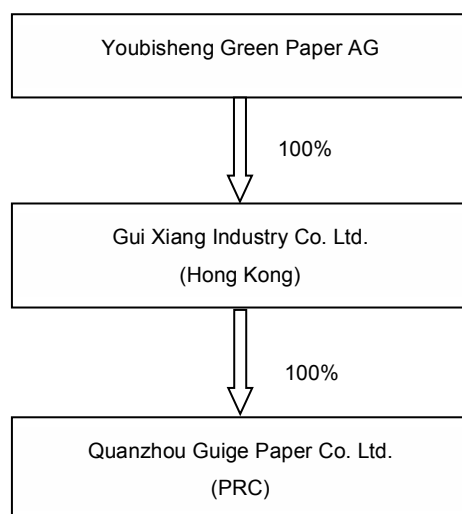 Youbisheng Green Paper AG
100%
Gui Xiang Industry Co. Ltd.
(Hong Kong)
100%
Quanzhou Guige Paper Co. Ltd.
(PRC)